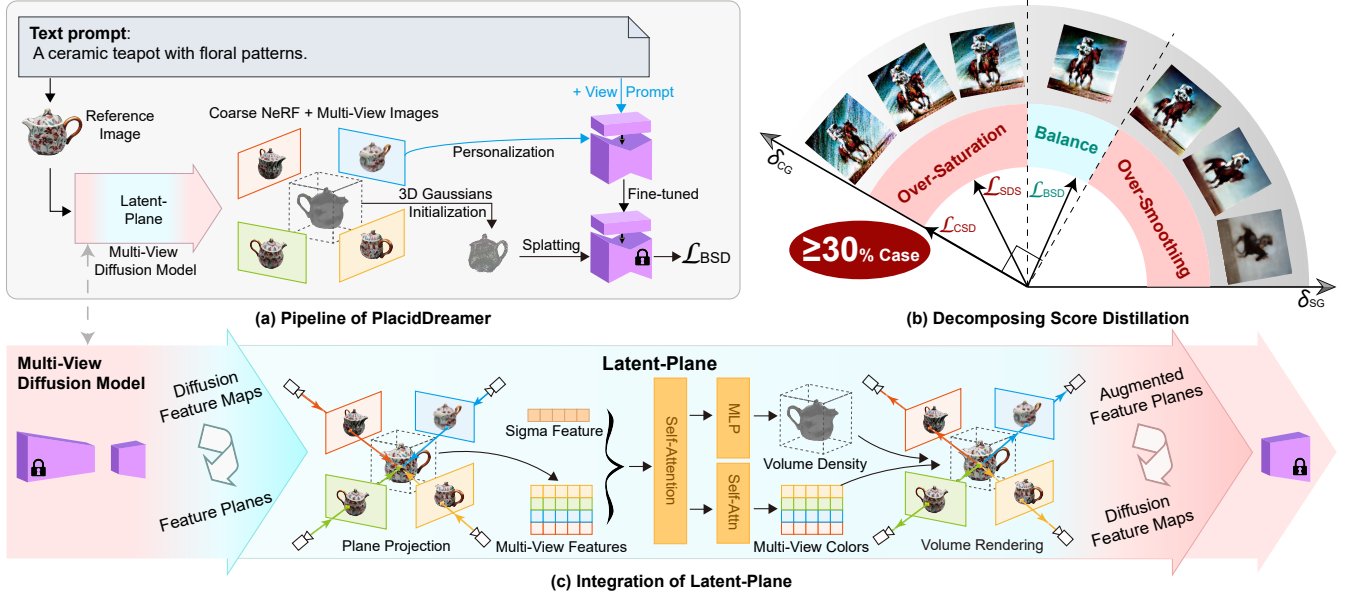 Text prompt:
A ceramic teapot with floral patterns.
Reference
Image
Latent-
Plane
Multi-View
Diffusion Model
Coarse NeRF + Multi-View Images
Personalization
+ View Prompt
3D Gaussians
Initialization
Fine-tuned
Splatting
ℒBSD
(a) Pipeline of PlacidDreamer
δCG
Over-Saturation
Balance
Over-Smoothing
ℒSDS
ℒBSD
ℒCSD
≥30% Case
δSG
(b) Decomposing Score Distillation
Multi-View
Diffusion Model
Diffusion
Feature Maps
Feature Planes
Latent-Plane
Plane Projection
Sigma Feature
Multi-View Features
Self-Attention
MLP
Self-Attn
Volume Density
Multi-View Colors
Volume Rendering
Augmented
Feature Planes
Diffusion
Feature Maps
(c) Integration of Latent-Plane